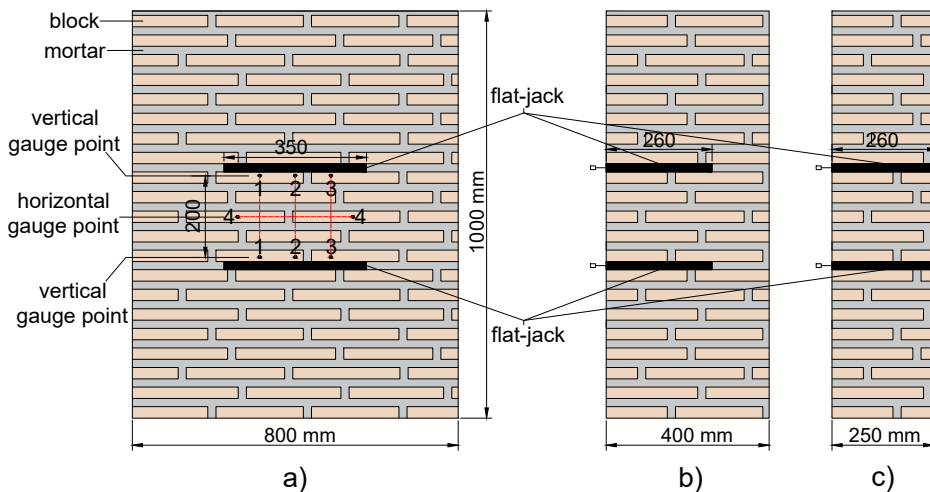 block
mortar
vertical
gauge point
horizontal
gauge point
vertical
gauge point
350
1 2 3
200
4 4
1 2 3
1000 mm
800 mm
a)
flat-jack
flat-jack
260
400 mm
b)
260
250 mm
c)